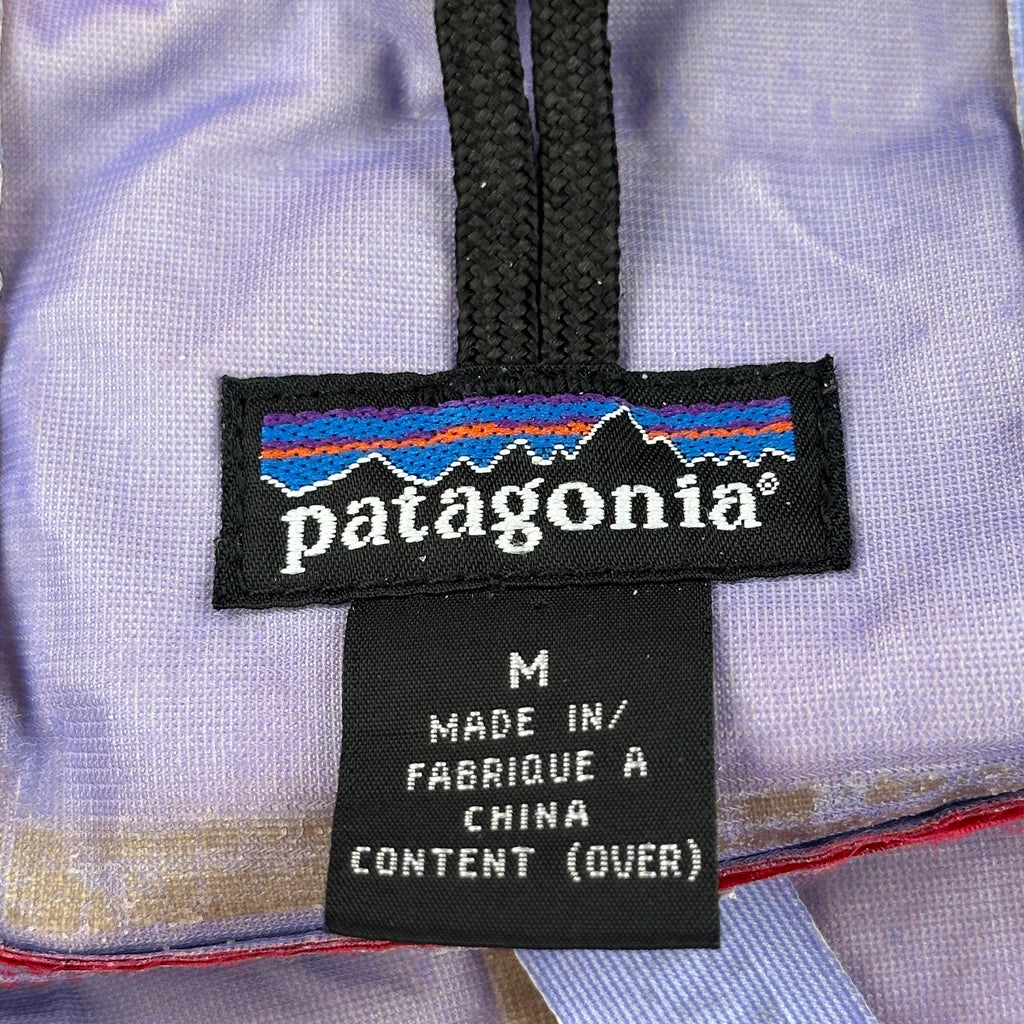 patagonia®
M
MADE IN/
FABRIQUE A
CHINA
CONTENT (OVER)